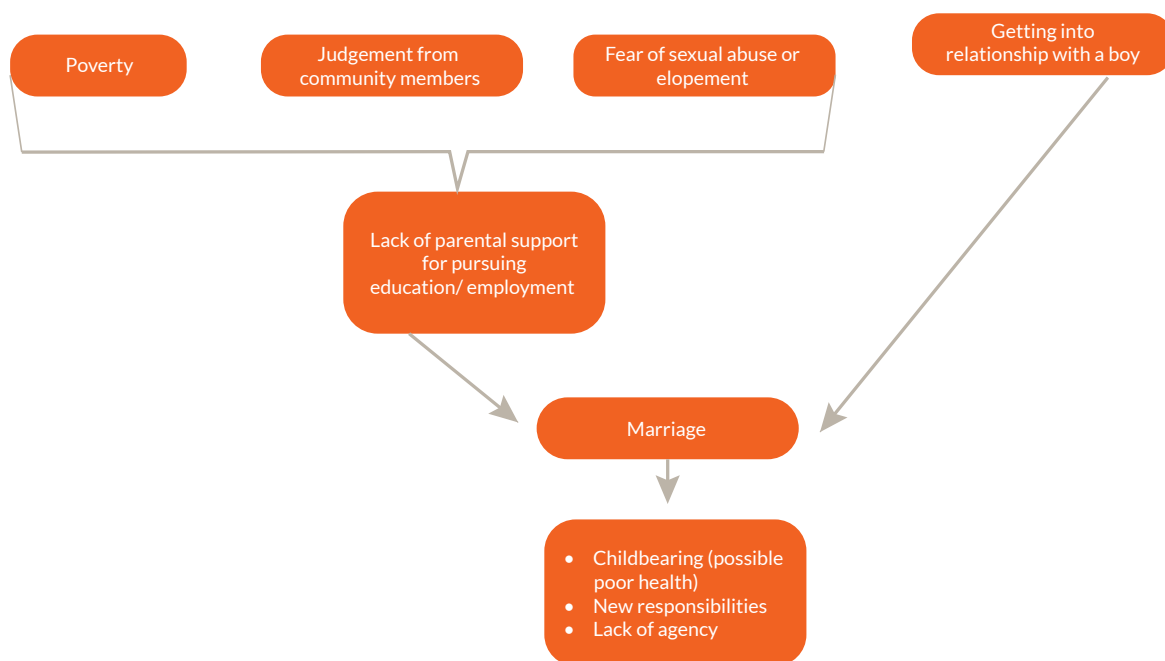 Poverty
Judgement from
community members
Fear of sexual abuse or
elopement
Getting into
relationship with a boy
Lack of parental support
for pursuing
education/ employment
Marriage
• Childbearing (possible
poor health)
• New responsibilities
• Lack of agency